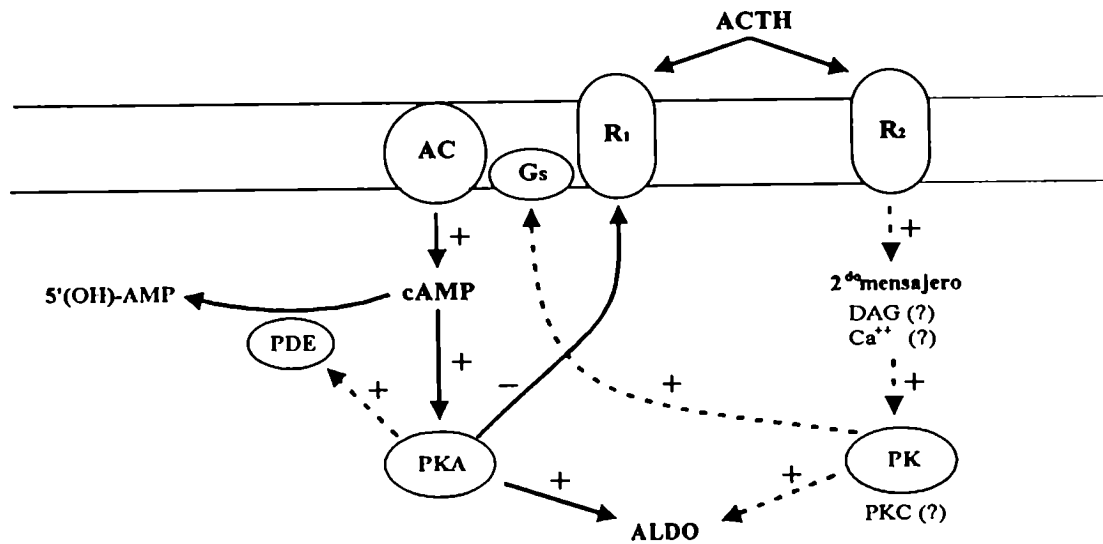 ACTH
AC
Gs
R1
R2
+
+
5'(OH)-AMP
cAMP
2do mensajero
DAG (?)
Ca++ (?)
PDE
+
+
−
+
+
PKA
PK
+
+
PKC (?)
ALDO